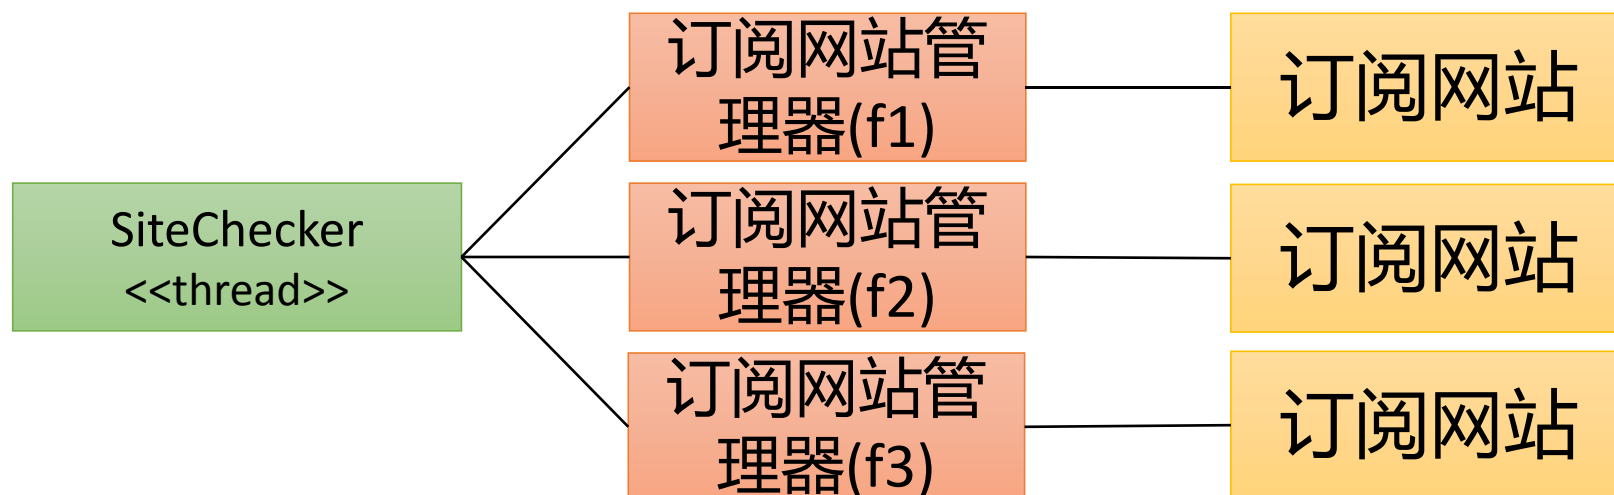 订阅网站管
理器(f1)
订阅网站
SiteChecker
<<thread>>
订阅网站管
理器(f2)
订阅网站
订阅网站管
理器(f3)
订阅网站